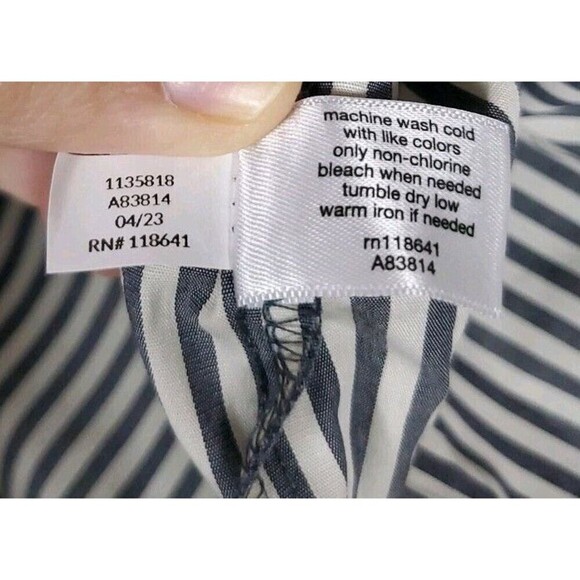 1135818
A83814
04/23
RN# 118641
machine wash cold
with like colors
only non-chlorine
bleach when needed
tumble dry low
warm iron if needed
rn118641
A83814